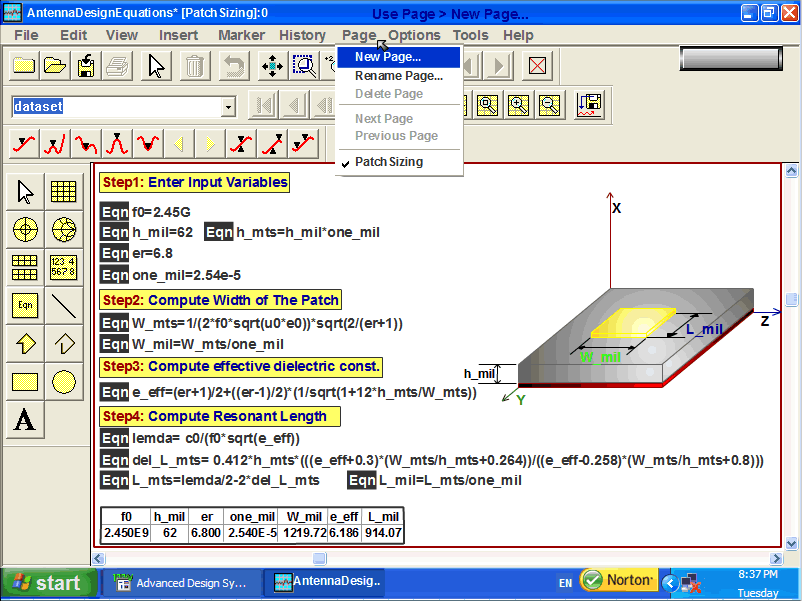 AntennaDesignEquations* [Patch Sizing]:0
Use Page > New Page...
File Edit View Insert Marker History Page Options Tools Help
New Page...
Rename Page...
Delete Page
Next Page
Previous Page
Patch Sizing
dataset
123 4
567 8
Eqn
A
Step1: Enter Input Variables
Eqn f0=2.45G
Eqn h_mil=62 Eqn h_mts=h_mil*one_mil
Eqn er=6.8
Eqn one_mil=2.54e-5
Step2: Compute Width of The Patch
Eqn W_mts=1/(2*f0*sqrt(u0*e0))*sqrt(2/(er+1))
Eqn W_mil=W_mts/one_mil
Step3: Compute effective dielectric const.
Eqn e_eff=(er+1)/2+((er-1)/2)*(1/sqrt(1+12*h_mts/W_mts))
Step4: Compute Resonant Length
Eqn lemda= c0/(f0*sqrt(e_eff))
Eqn del_L_mts= 0.412*h_mts*(((e_eff+0.3)*(W_mts/h_mts+0.264))/((e_eff-0.258)*(W_mts/h_mts+0.8)))
Eqn L_mts=lemda/2-2*del_L_mts Eqn L_mil=L_mts/one_mil
f0 h_mil er one_mil W_mil e_eff L_mil
2.450E9 62 6.800 2.540E-5 1219.72 6.186 914.07
X
Z
L_mil
W_mil
h_mil
Y
start
Advanced Design Sy...
AntennaDesig..
EN
Norton·
8:37 PM
Tuesday